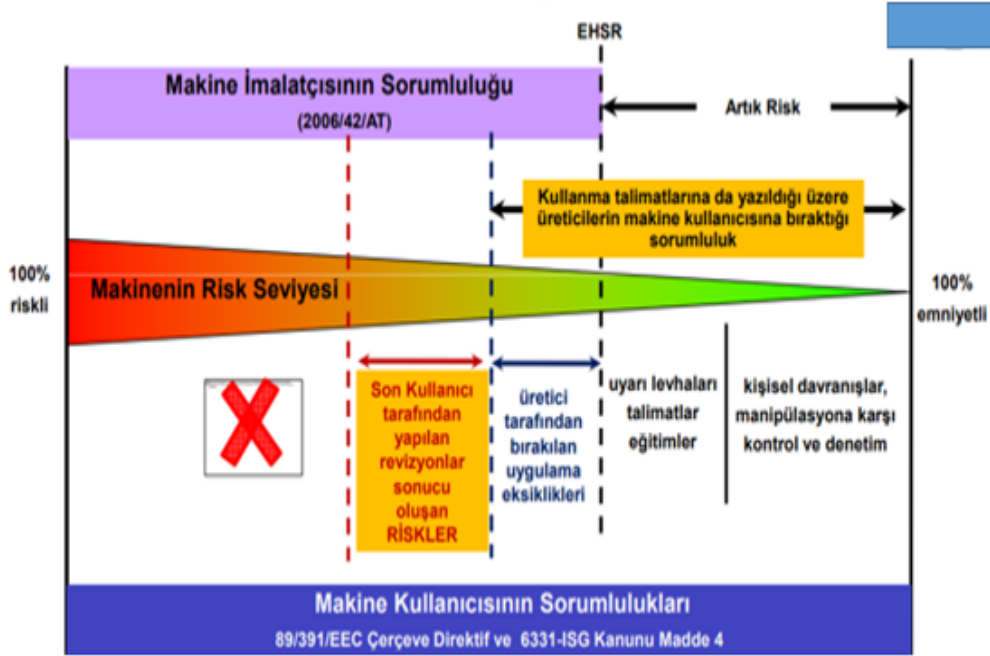 EHSR
Makine İmalatçısının Sorumluluğu
(2006/42/AT)
Artık Risk
Kullanma talimatlarına da yazıldığı üzere
üreticilerin makine kullanıcısına bıraktığı
sorumluluk
100%
riskli
Makinenin Risk Seviyesi
100%
emniyetli
Son Kullanıcı
tarafından
yapılan
revizyonlar
sonucu
oluşan
RİSKLER
üretici
tarafından
bırakılan
uygulama
eksiklikleri
uyarı levhaları
talimatlar
eğitimler
kişisel davranışlar,
manipülasyona karşı
kontrol ve denetim
Makine Kullanıcısının Sorumlulukları
89/391/EEC Çerçeve Direktif ve 6331-ISG Kanunu Madde 4